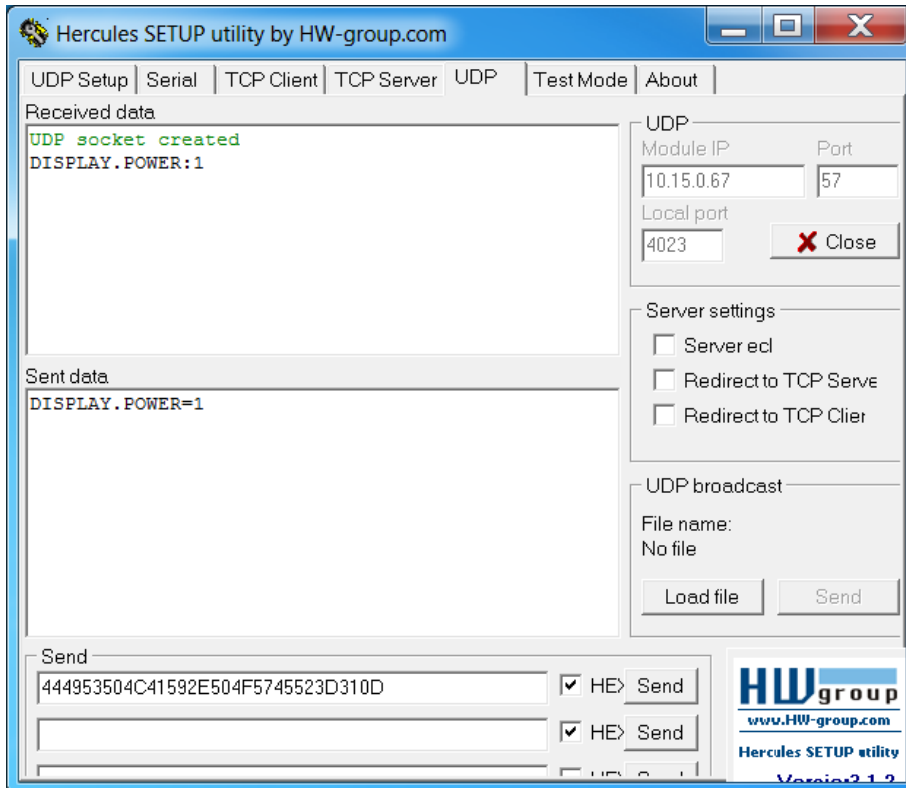 Hercules SETUP utility by HW-group.com
UDP Setup Serial TCP Client TCP Server UDP Test Mode About
Received data
UDP socket created
DISPLAY.POWER:1
Sent data
DISPLAY.POWER=1
UDP
Module IP Port
10.15.0.67 57
Local port
4023 Close
Server settings
Server ecl
Redirect to TCP Serve
Redirect to TCP Clier
UDP broadcast
File name:
No file
Load file Send
Send
444953504C41592E504F5745523D310D HEX Send
HEX Send
HW group
www.HW-group.com
Hercules SETUP utility